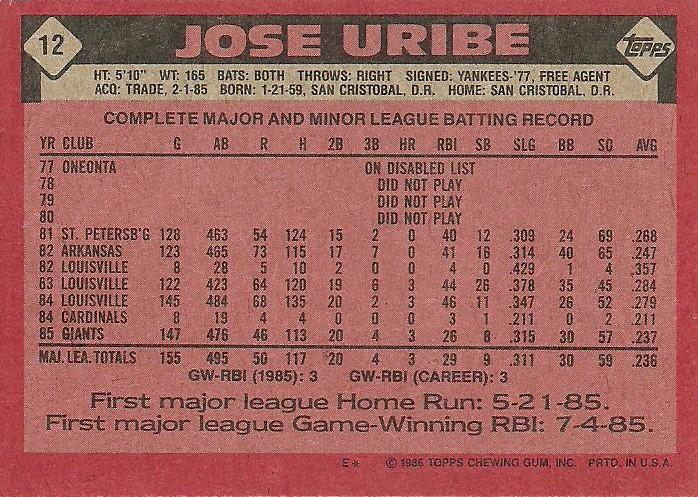 12 JOSE URIBE Topps
HT: 5'10" WT: 165 BATS: BOTH THROWS: RIGHT SIGNED: YANKEES-'77, FREE AGENT
ACQ: TRADE, 2-1-85 BORN: 1-21-59, SAN CRISTOBAL, D.R. HOME: SAN CRISTOBAL, D.R.
COMPLETE MAJOR AND MINOR LEAGUE BATTING RECORD
YR CLUB G AB R H 2B 3B HR RBI SB SLG BB SO AVG
77 ONEONTA ON DISABLED LIST
78 DID NOT PLAY
79 DID NOT PLAY
80 DID NOT PLAY
81 ST. PETERSB'G 128 463 54 124 15 2 0 40 12 .309 24 69 .268
82 ARKANSAS 123 465 73 115 17 7 0 41 16 .314 40 65 .247
82 LOUISVILLE 8 28 5 10 2 0 0 4 0 .429 1 4 .357
83 LOUISVILLE 122 423 64 120 19 6 3 44 26 .378 35 45 .284
84 LOUISVILLE 145 484 68 135 20 2 3 46 11 .347 26 52 .279
84 CARDINALS 8 19 4 4 0 0 0 3 1 .211 0 2 .211
85 GIANTS 147 476 46 113 20 4 3 26 8 .315 30 57 .237
MAJ. LEA. TOTALS 155 495 50 117 20 4 3 29 9 .311 30 59 .236
GW-RBI (1985): 3 GW-RBI (CAREER): 3
First major league Home Run: 5-21-85.
First major league Game-Winning RBI: 7-4-85.
E* © 1986 TOPPS CHEWING GUM, INC. PRTD. IN U.S.A.